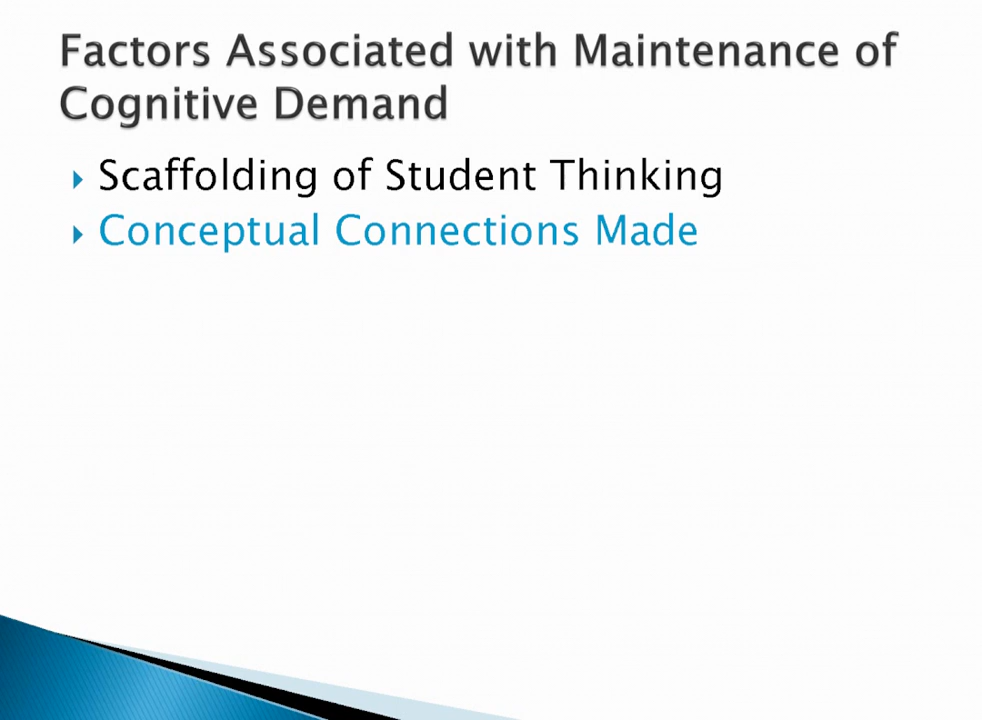 Factors Associated with Maintenance of
Cognitive Demand
Scaffolding of Student Thinking
Conceptual Connections Made